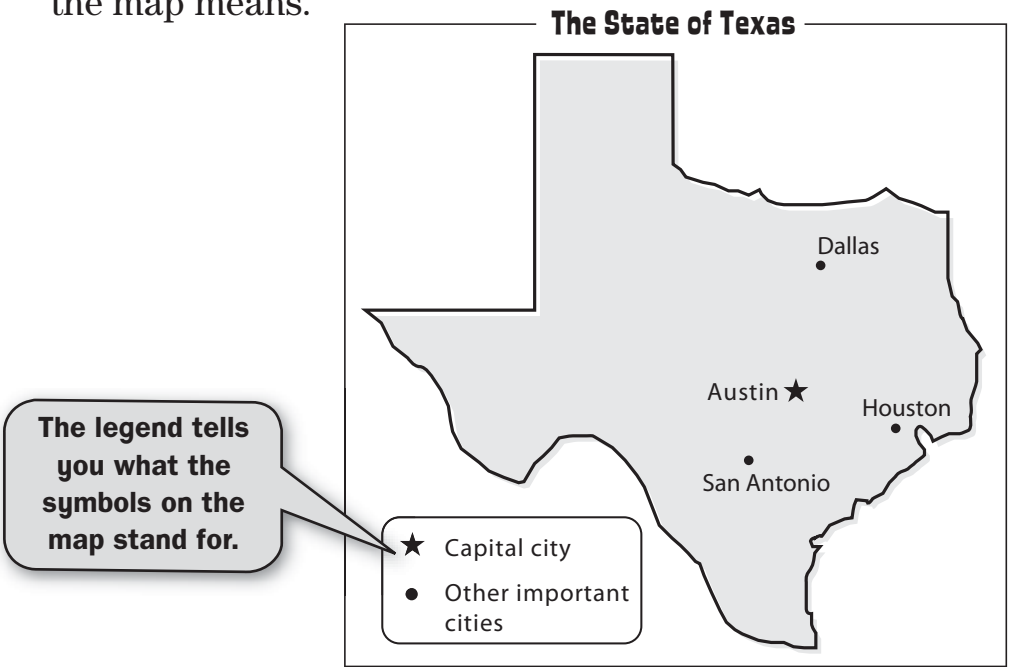 the map means.
The State of Texas
Dallas
Austin
Houston
San Antonio
The legend tells
you what the
symbols on the
map stand for.
Capital city
Other important
cities